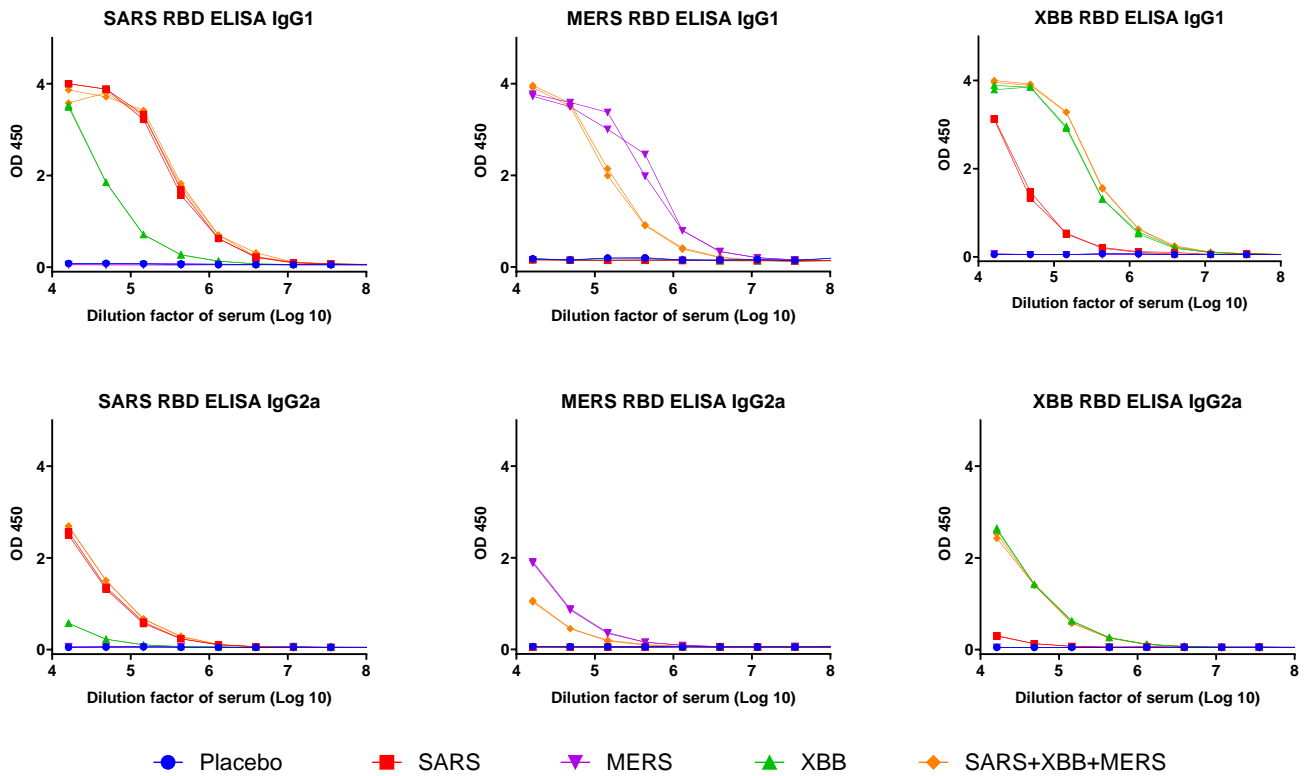 SARS RBD ELISA IgG1
MERS RBD ELISA IgG1
XBB RBD ELISA IgG1
OD 450
4
2
0
4 5 6 7 8
Dilution factor of serum (Log 10)
OD 450
4
2
0
4 5 6 7 8
Dilution factor of serum (Log 10)
OD 450
4
2
0
4 5 6 7 8
Dilution factor of serum (Log 10)
SARS RBD ELISA IgG2a
MERS RBD ELISA IgG2a
XBB RBD ELISA IgG2a
OD 450
4
2
0
4 5 6 7 8
Dilution factor of serum (Log 10)
OD 450
4
2
0
4 5 6 7 8
Dilution factor of serum (Log 10)
OD 450
4
2
0
4 5 6 7 8
Dilution factor of serum (Log 10)
Placebo SARS MERS XBB SARS+XBB+MERS